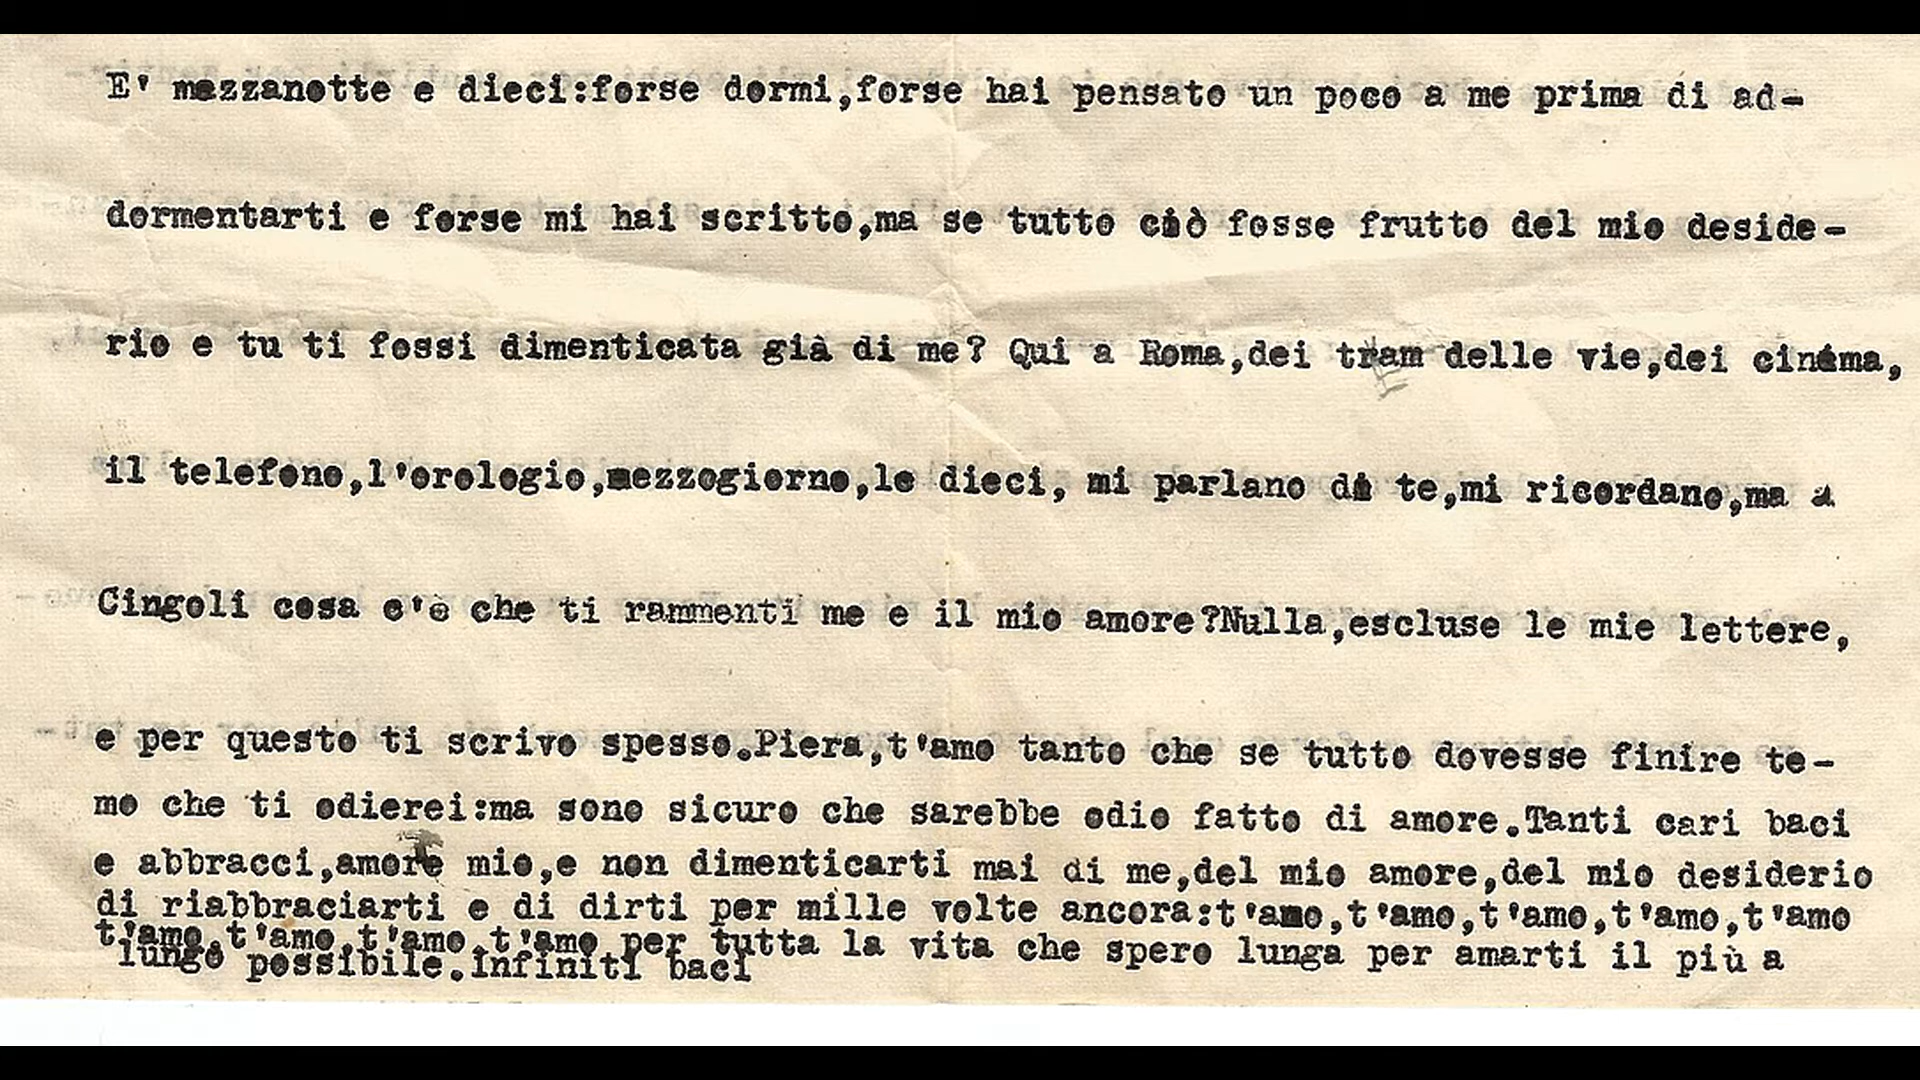 E' mezzanotte e dieci:forse dormi,forse hai pensato un poco a me prima di ad-
dormentarti e forse mi hai scritto,ma se tutto ciò fosse frutto del mio deside-
rio e tu ti fossi dimenticata già di me? Qui a Roma,dei tram delle vie,dei cinema,
il telefono,l'orologio,mezzogiorno,le dieci, mi parlano di te,mi ricordano,ma a
Cingoli cosa c'è che ti rammenti me e il mio amore?Nulla,escluse le mie lettere,
e per questo ti scrivo spesso.Piera,t'amo tanto che se tutto dovesse finire te-
mo che ti odierei:ma sono sicuro che sarebbe odio fatto di amore.Tanti cari baci
e abbracci,amore mio,e non dimenticarti mai di me,del mio amore,del mio desiderio
di riabbraciarti e di dirti per mille volte ancora:t'amo,t'amo,t'amo,t'amo,t'amo
t'amo,t'amo,t'amo,t'amo per tutta la vita che spero lunga per amarti il più a
lungo possibile.Infiniti baci